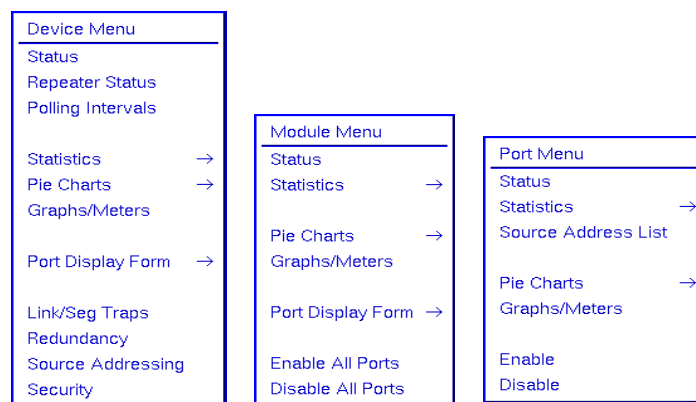 Device Menu
Status
Repeater Status
Polling Intervals
Statistics →
Pie Charts →
Graphs/Meters
Port Display Form →
Link/Seg Traps
Redundancy
Source Addressing
Security
Module Menu
Status
Statistics →
Pie Charts →
Graphs/Meters
Port Display Form →
Enable All Ports
Disable All Ports
Port Menu
Status
Statistics →
Source Address List
Pie Charts →
Graphs/Meters
Enable
Disable